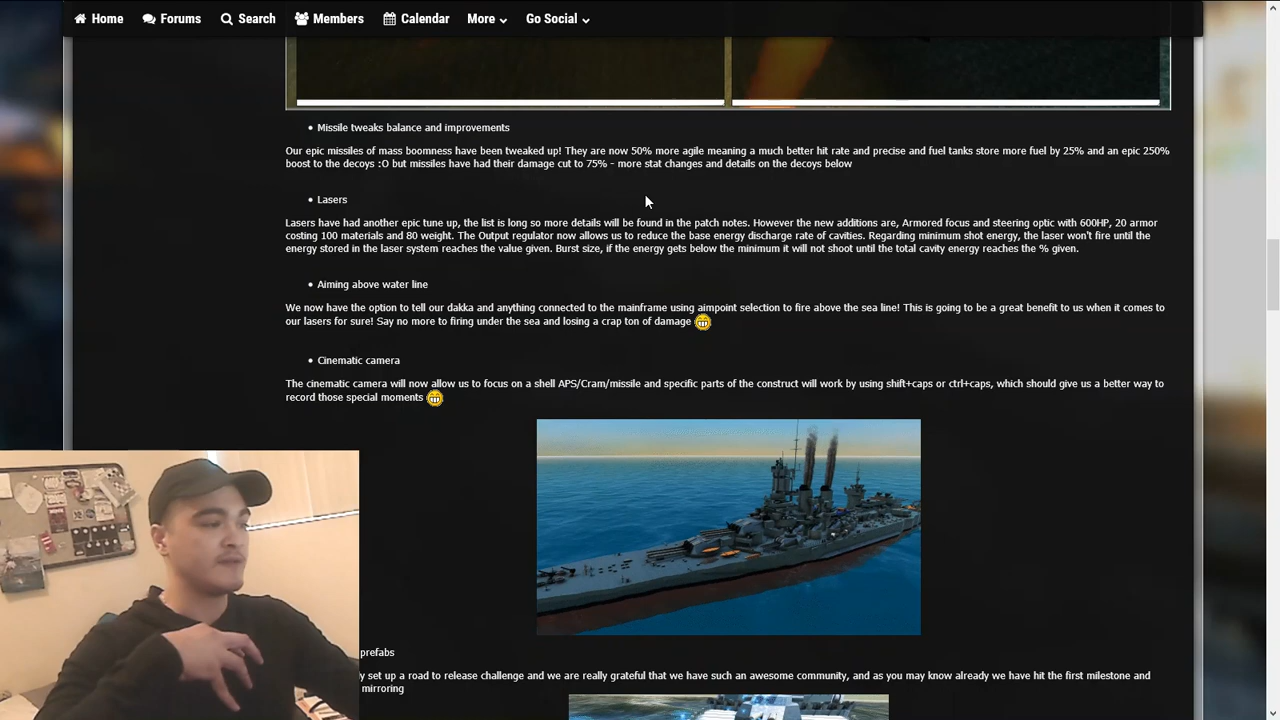 Home Forums Search Members Calendar More Go Social
Missile tweaks balance and improvements
Our epic missiles of mass boomness have been tweaked up! They are now 50% more agile meaning a much better hit rate and precise and fuel tanks store more fuel by 25% and an epic 250%
boost to the decoys :O but missiles have had their damage cut to 75% - more stat changes and details on the decoys below
Lasers
Lasers have had another epic tune up, the list is long so more details will be found in the patch notes. However the new additions are, Armored focus and steering optic with 600HP, 20 armor
costing 100 materials and 80 weight. The Output regulator now allows us to reduce the base energy discharge rate of cavities. Regarding minimum shot energy, the laser won't fire until the
energy stored in the laser system reaches the value given. Burst size, if the energy gets below the minimum it will not shoot until the total cavity energy reaches the % given.
Aiming above water line
We now have the option to tell our dakka and anything connected to the mainframe using aimpoint selection to fire above the sea line! This is going to be a great benefit to us when it comes to
our lasers for sure! Say no more to firing under the sea and losing a crap ton of damage
Cinematic camera
The cinematic camera will now allow us to focus on a shell APS/Cram/missile and specific parts of the construct will work by using shift+caps or ctrl+caps, which should give us a better way to
record those special moments
prefabs
y set up a road to release challenge and we are really grateful that we have such an awesome community, and as you may know already we have hit the first milestone and
mirroring